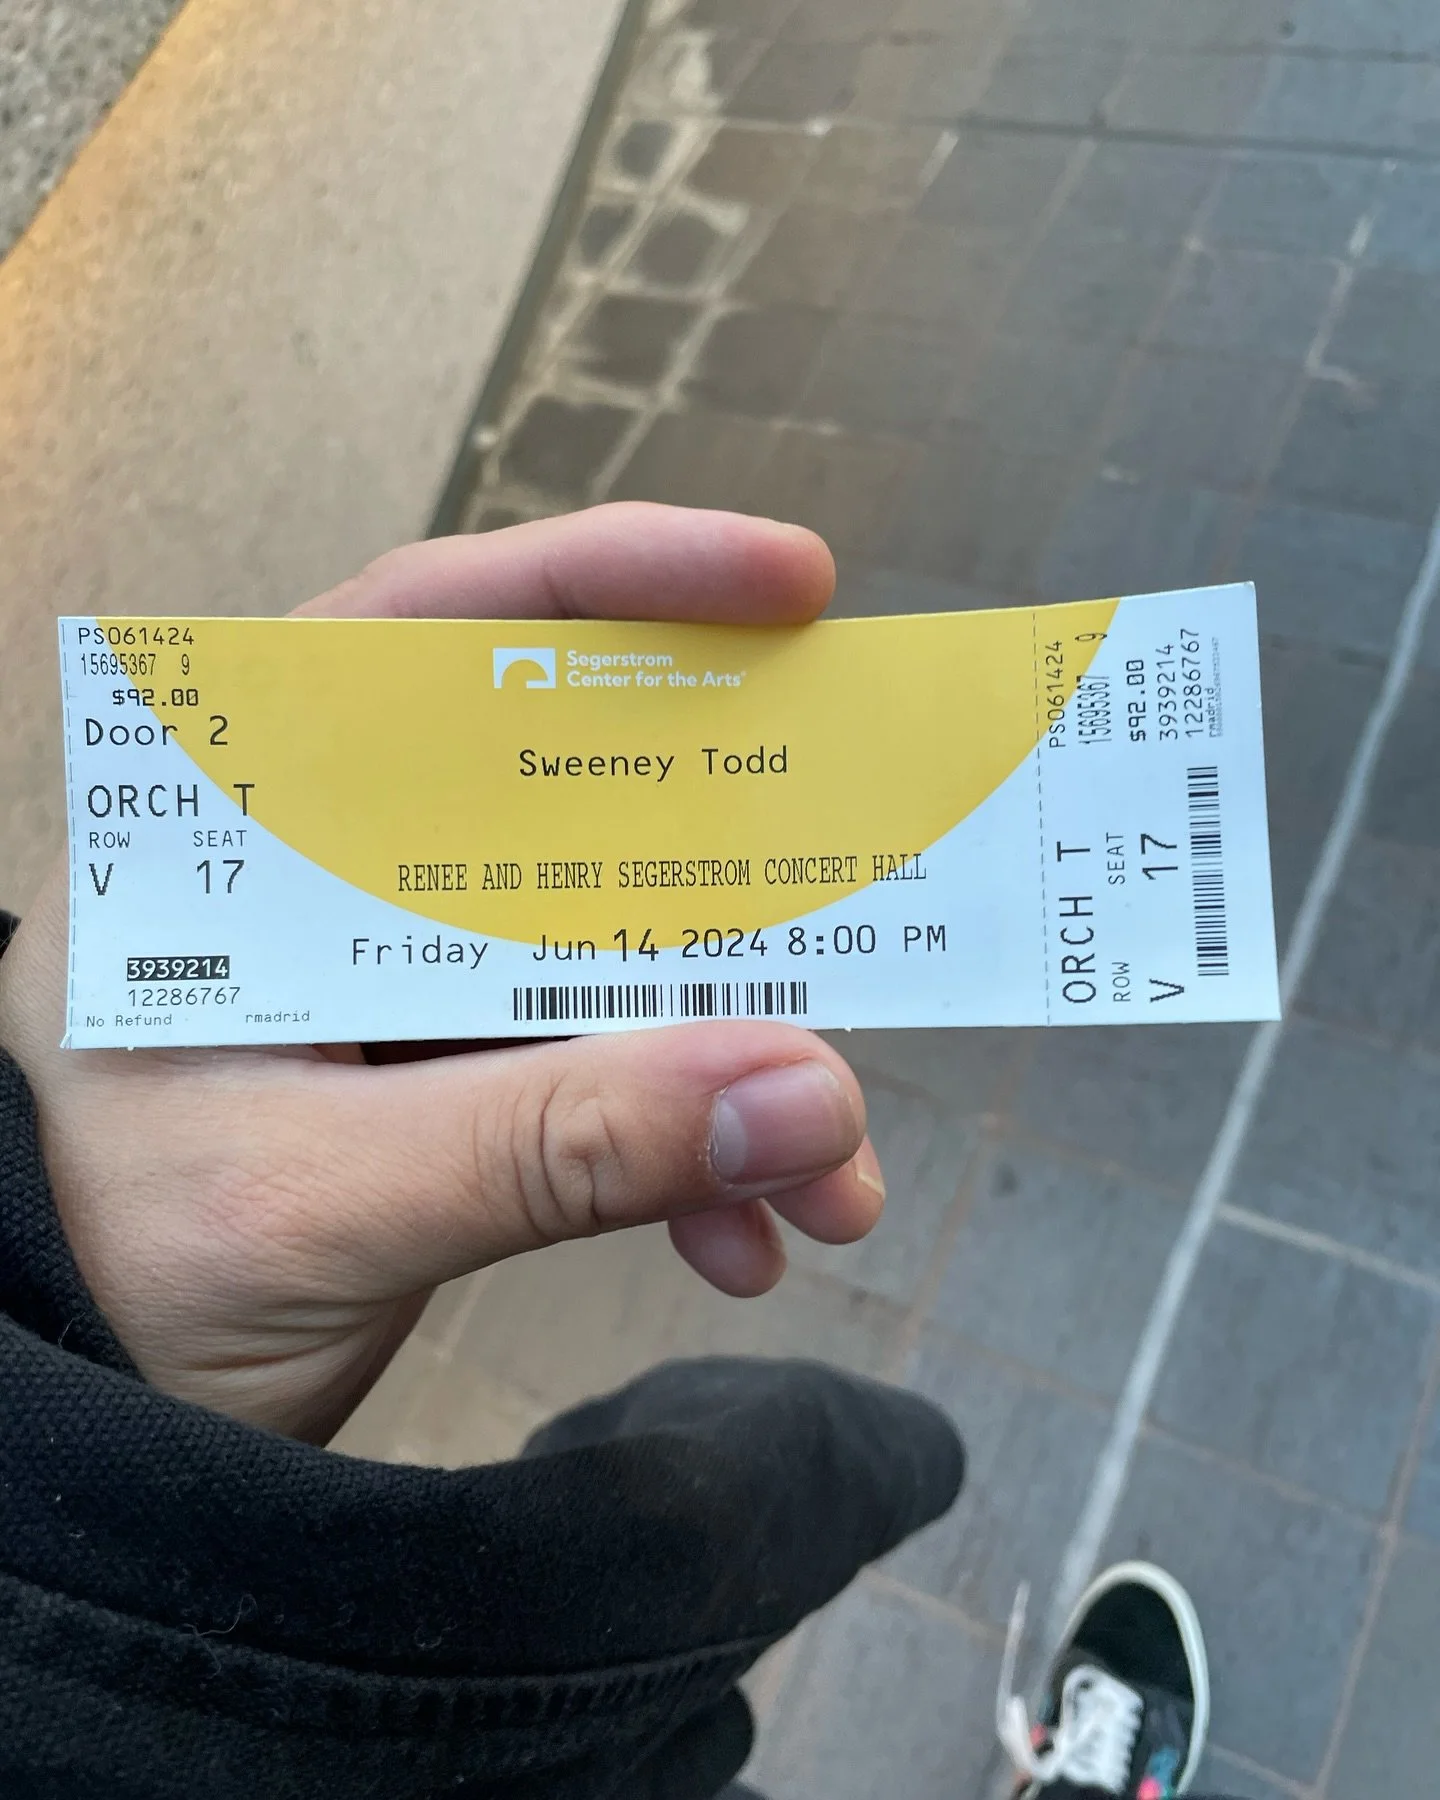 PS061424
15695367 9
$92.00
Door 2
ORCH T
ROW SEAT
V 17
3939214
12286767
No Refund rmadrid
Segerstrom
Center for the Arts
Sweeney Todd
RENEE AND HENRY SEGERSTROM CONCERT HALL
Friday Jun 14 2024 8:00 PM
PS061424
15695367 9
$92.00
3939214
12286767
rmadrid
ORCH T
ROW SEAT
V 17